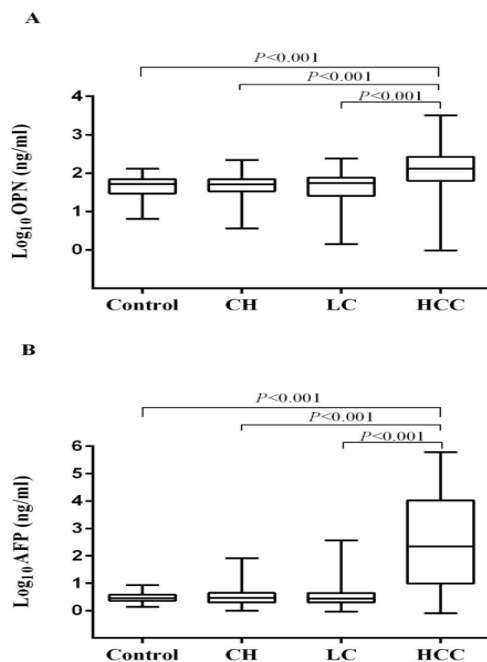 A
P<0.001
P<0.001
P<0.001
Log10 OPN (ng/ml)
4
3
2
1
0
Control CH LC HCC
B
P<0.001
P<0.001
P<0.001
Log10 AFP (ng/ml)
6
5
4
3
2
1
0
Control CH LC HCC